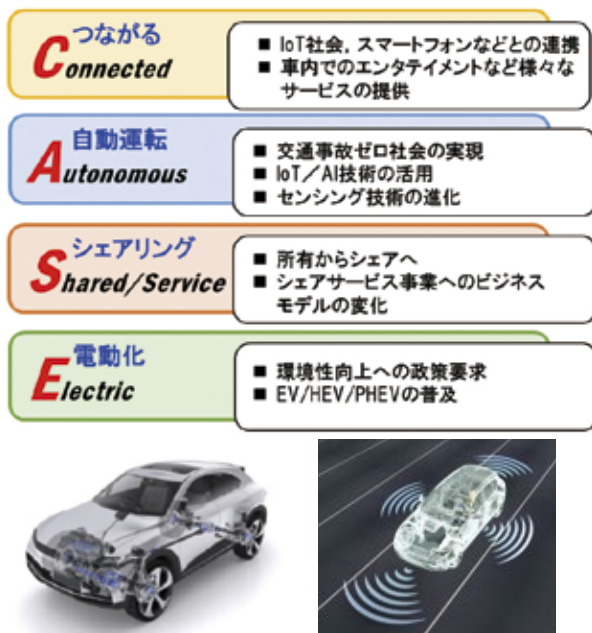 つながる
Connected
■ IoT社会，スマートフォンなどとの連携
■ 車内でのエンタテイメントなど様々な
サービスの提供
自動運転
Autonomous
■ 交通事故ゼロ社会の実現
■ IoT／AI技術の活用
■ センシング技術の進化
シェアリング
Shared/Service
■ 所有からシェアへ
■ シェアサービス事業へのビジネス
モデルの変化
電動化
Electric
■ 環境性向上への政策要求
■ EV/HEV/PHEVの普及